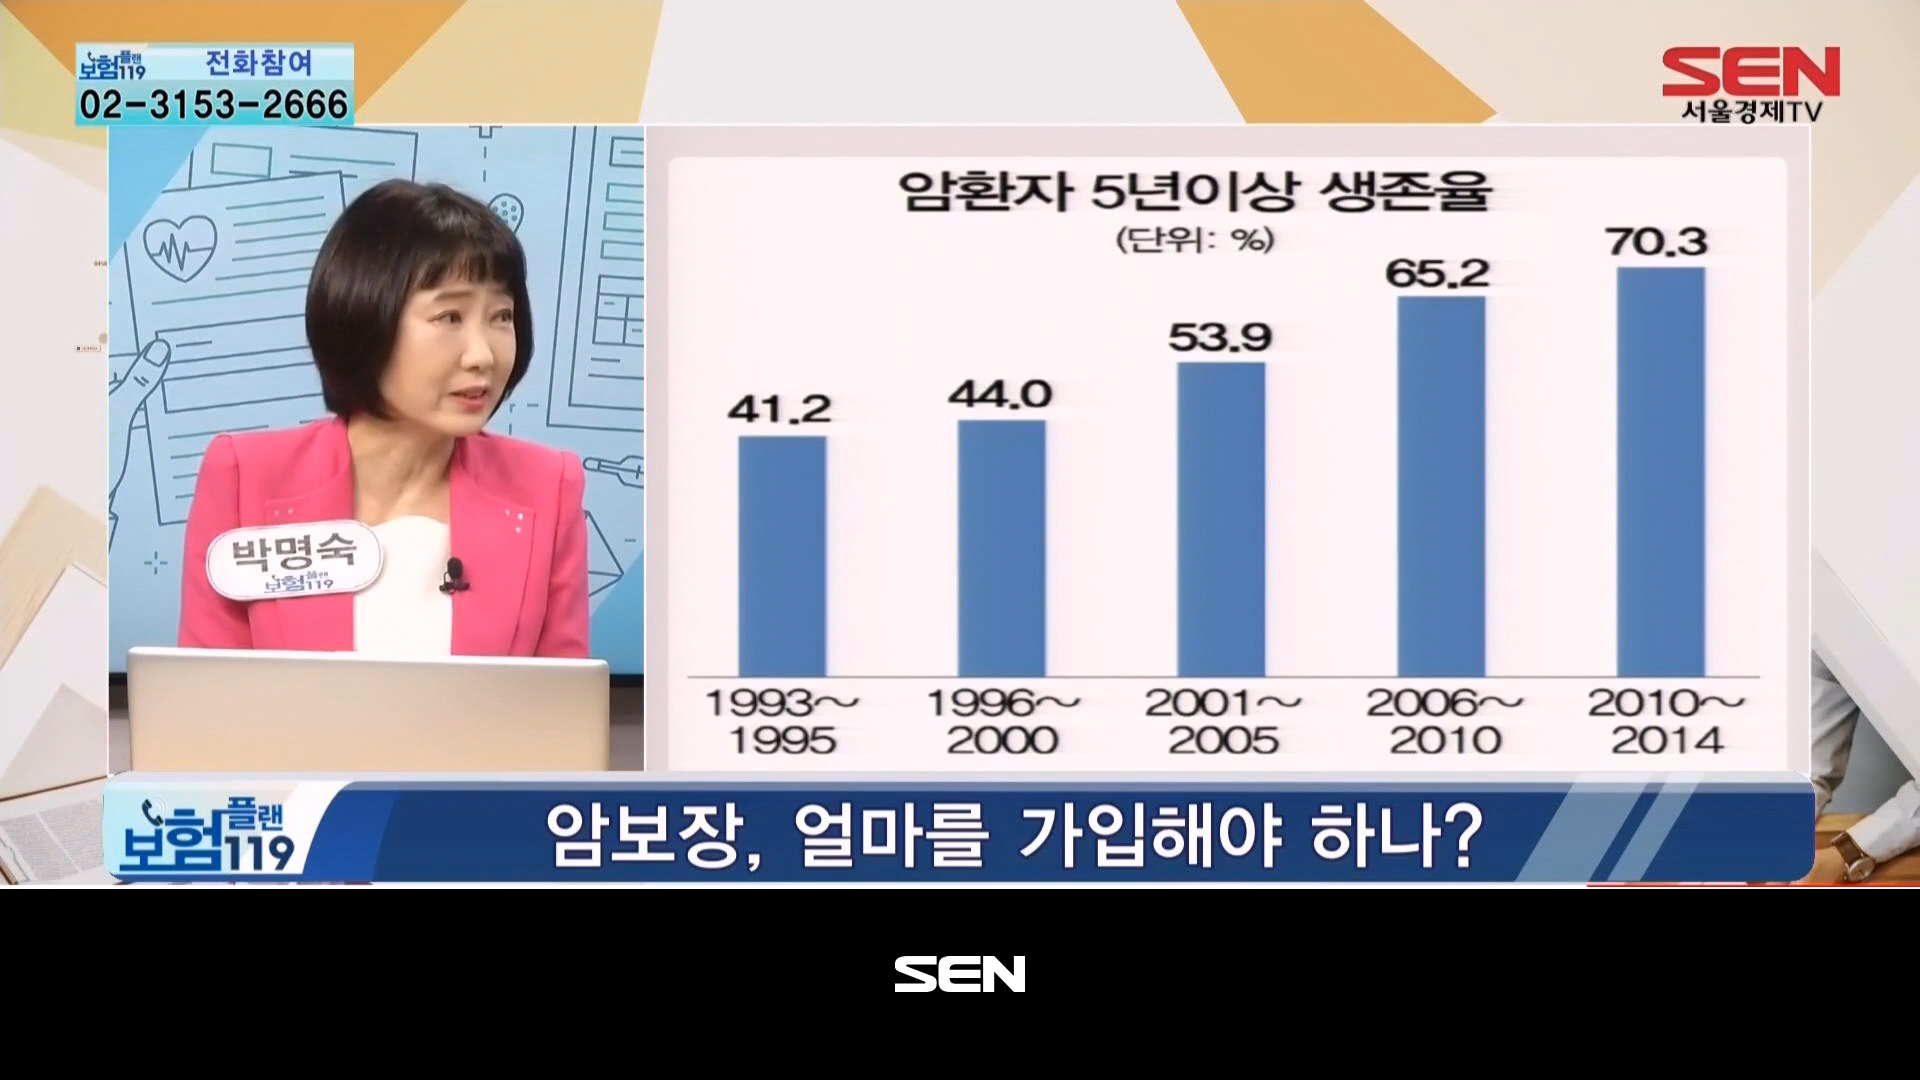 보험플랜119 전화참여
02-3153-2666
SEN
서울경제TV
암환자 5년이상 생존율
(단위: %)
41.2
44.0
53.9
65.2
70.3
1993~
1995
1996~
2000
2001~
2005
2006~
2010
2010~
2014
박명숙
보험플랜119
보험플랜119
암보장, 얼마를 가입해야 하나?
SEN